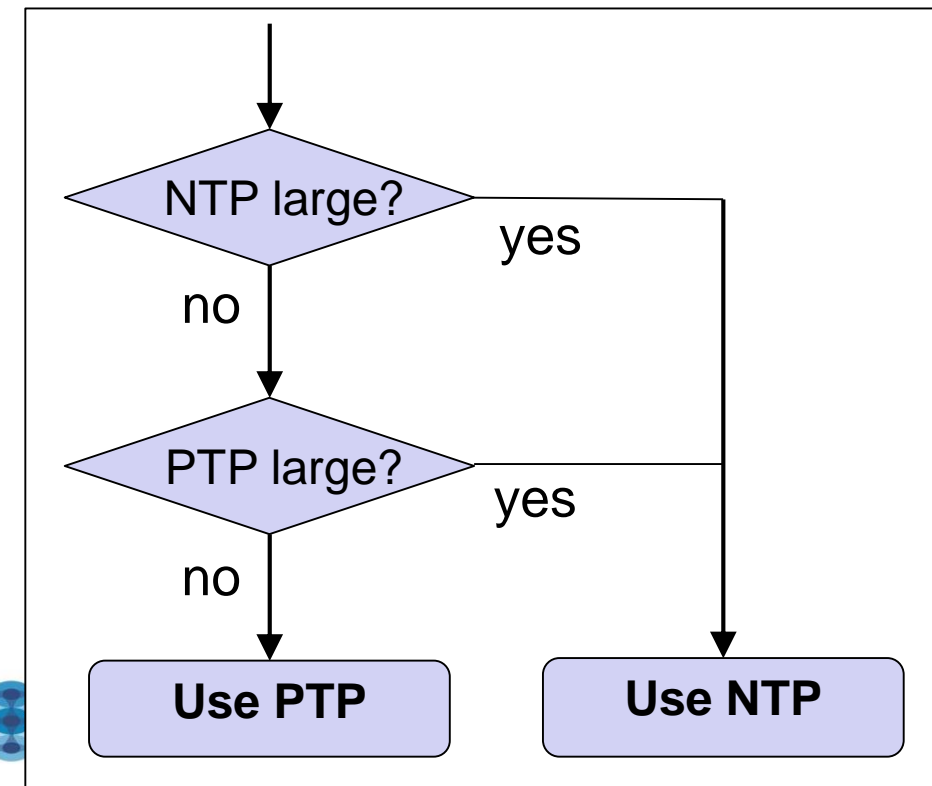 NTP large?
yes
no
PTP large?
yes
no
Use PTP
Use NTP